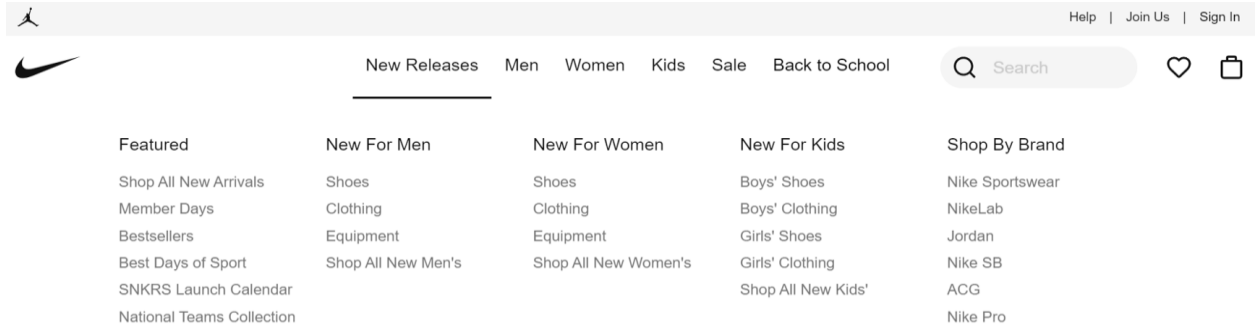 Help | Join Us | Sign In
New Releases Men Women Kids Sale Back to School Search
Featured
Shop All New Arrivals
Member Days
Bestsellers
Best Days of Sport
SNKRS Launch Calendar
National Teams Collection
New For Men
Shoes
Clothing
Equipment
Shop All New Men's
New For Women
Shoes
Clothing
Equipment
Shop All New Women's
New For Kids
Boys' Shoes
Boys' Clothing
Girls' Shoes
Girls' Clothing
Shop All New Kids'
Shop By Brand
Nike Sportswear
NikeLab
Jordan
Nike SB
ACG
Nike Pro